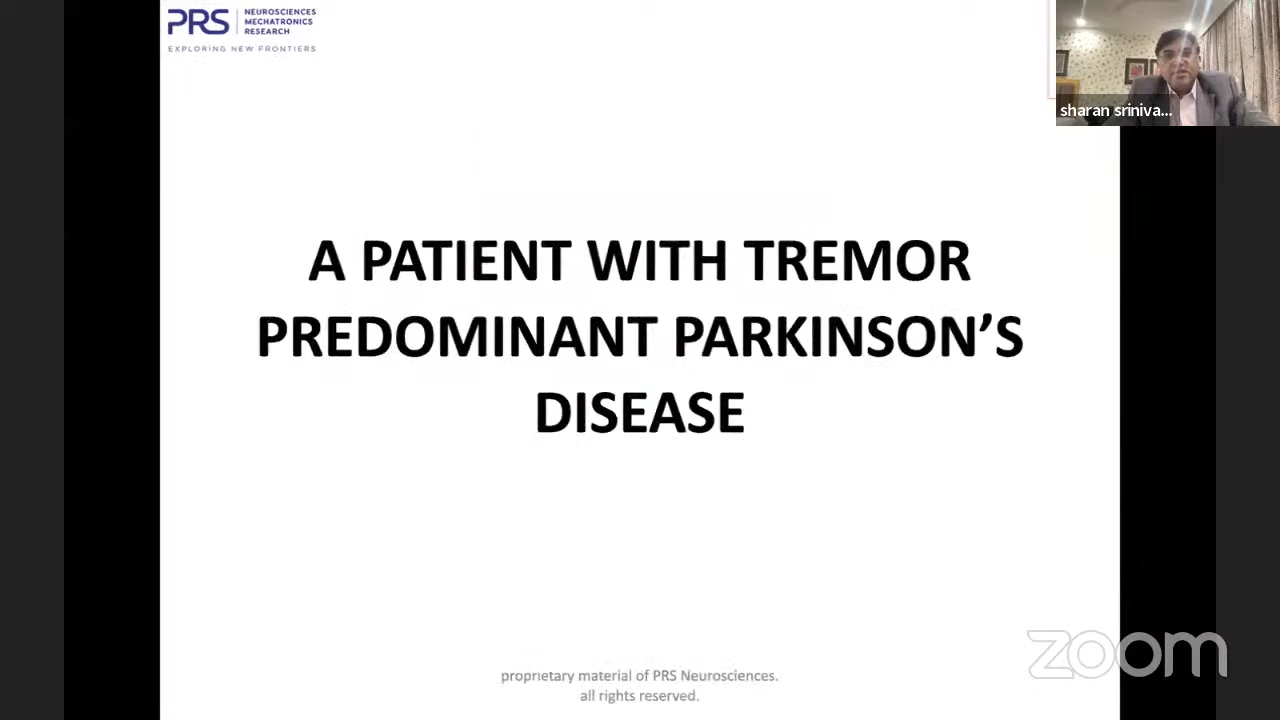 PRS NEUROSCIENCES
MECHATRONICS
RESEARCH
EXPLORING NEW FRONTIERS
sharan sriniva...
A PATIENT WITH TREMOR
PREDOMINANT PARKINSON’S
DISEASE
proprietary material of PRS Neurosciences.
all rights reserved.
zoom